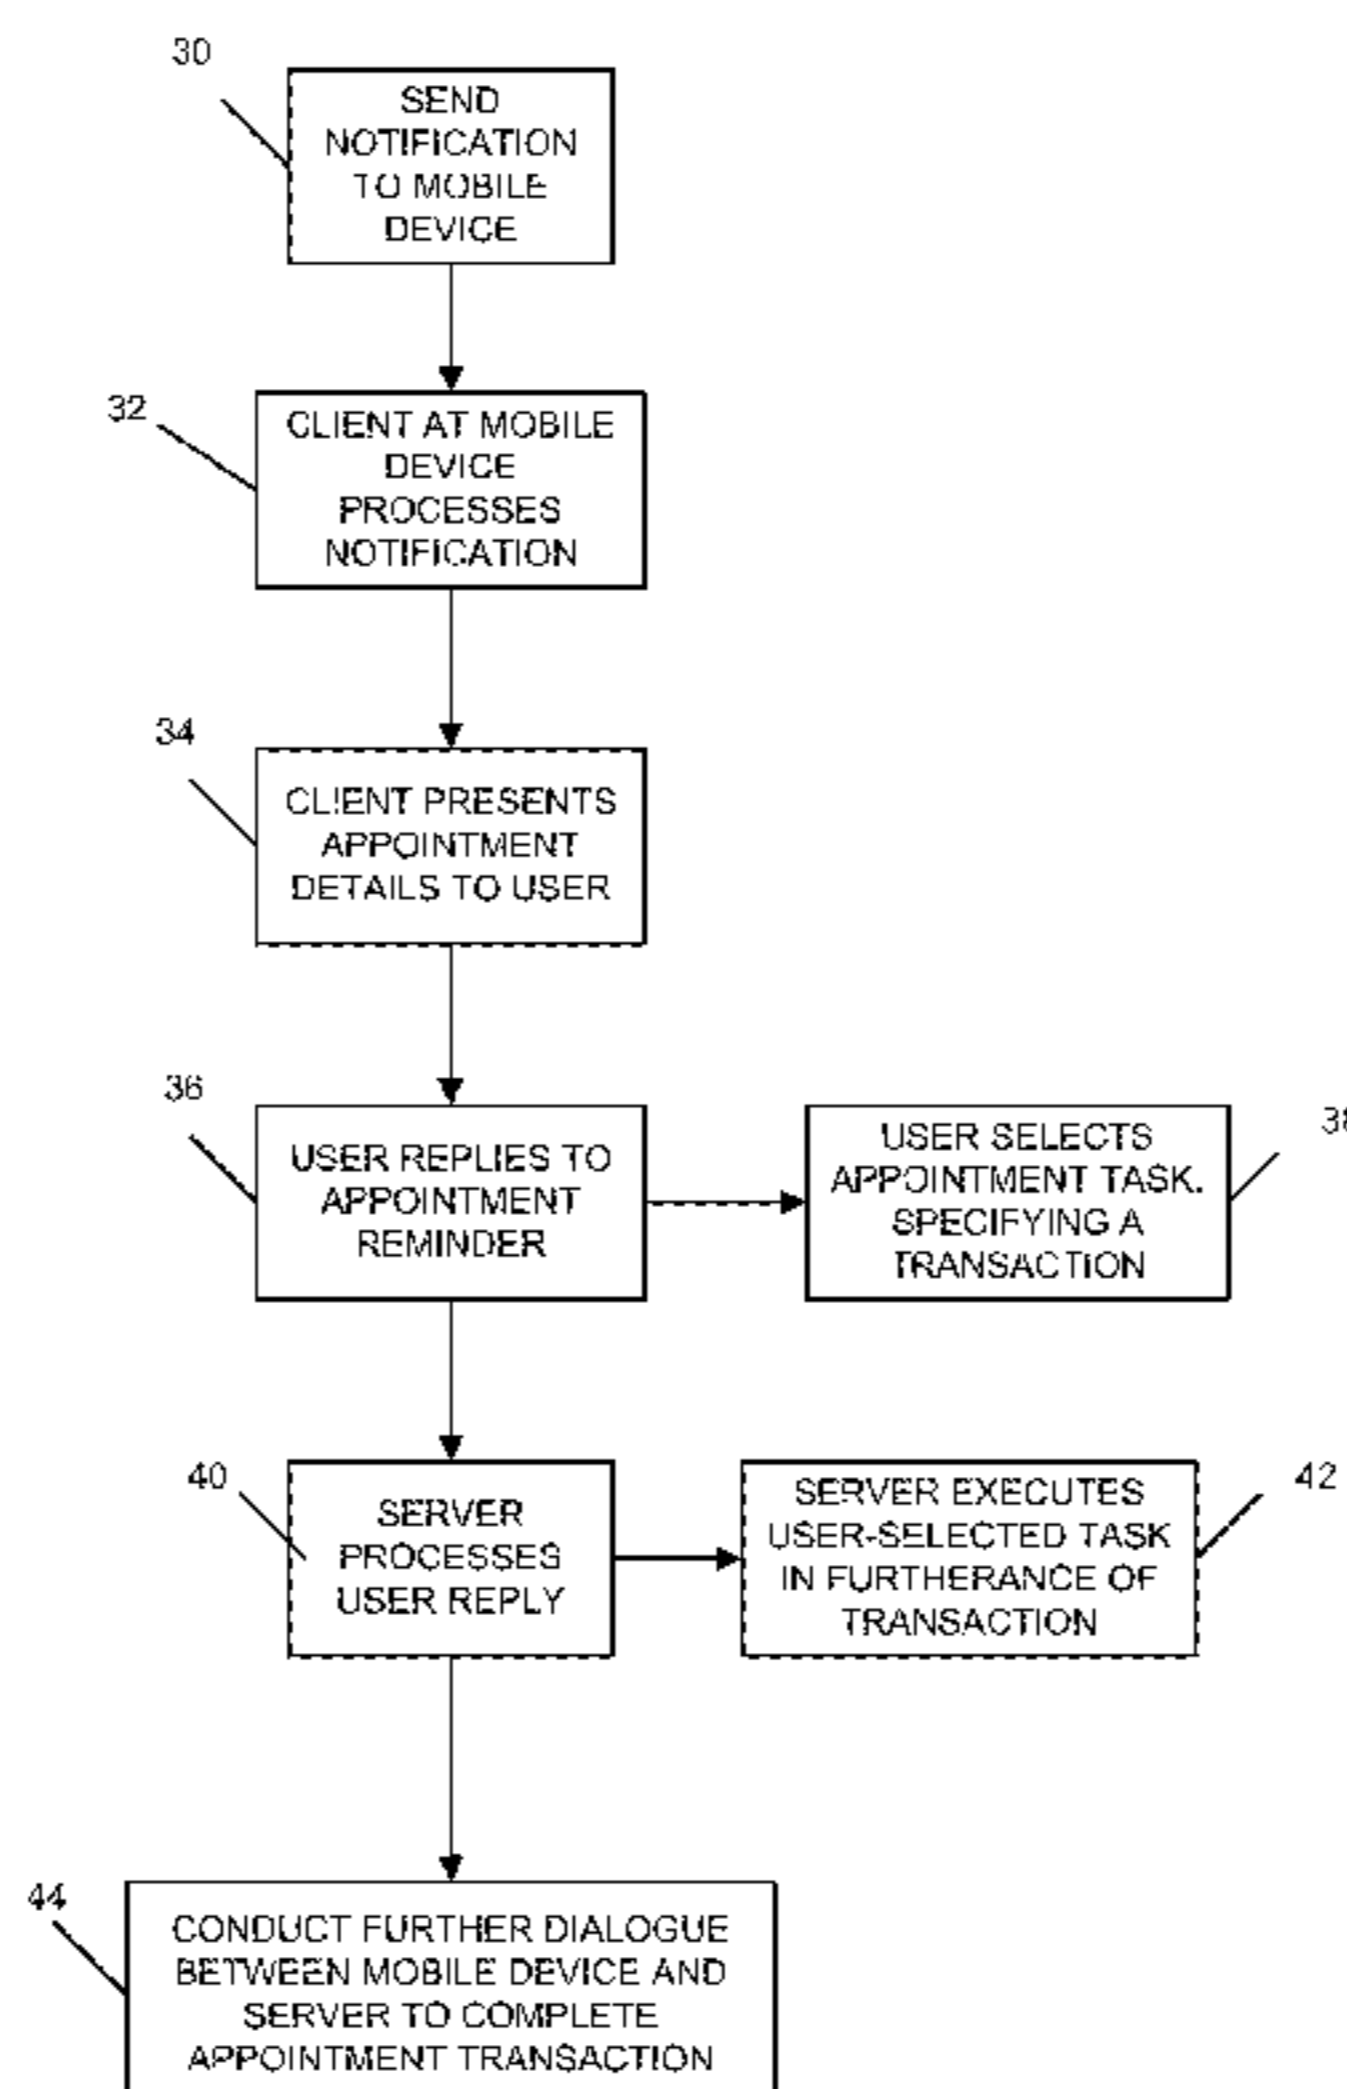 30
SEND
NOTIFICATION
TO MOBILE
DEVICE
32
CLIENT AT MOBILE
DEVICE
PROCESSES
NOTIFICATION
34
CLIENT PRESENTS
APPOINTMENT
DETAILS TO USER
36
USER REPLIES TO
APPOINTMENT
REMINDER
USER SELECTS
APPOINTMENT TASK.
SPECIFYING A
TRANSACTION
38
40
SERVER
PROCESSES
USER REPLY
SERVER EXECUTES
USER-SELECTED TASK
IN FURTHERANCE OF
TRANSACTION
42
44
CONDUCT FURTHER DIALOGUE
BETWEEN MOBILE DEVICE AND
SERVER TO COMPLETE
APPOINTMENT TRANSACTION